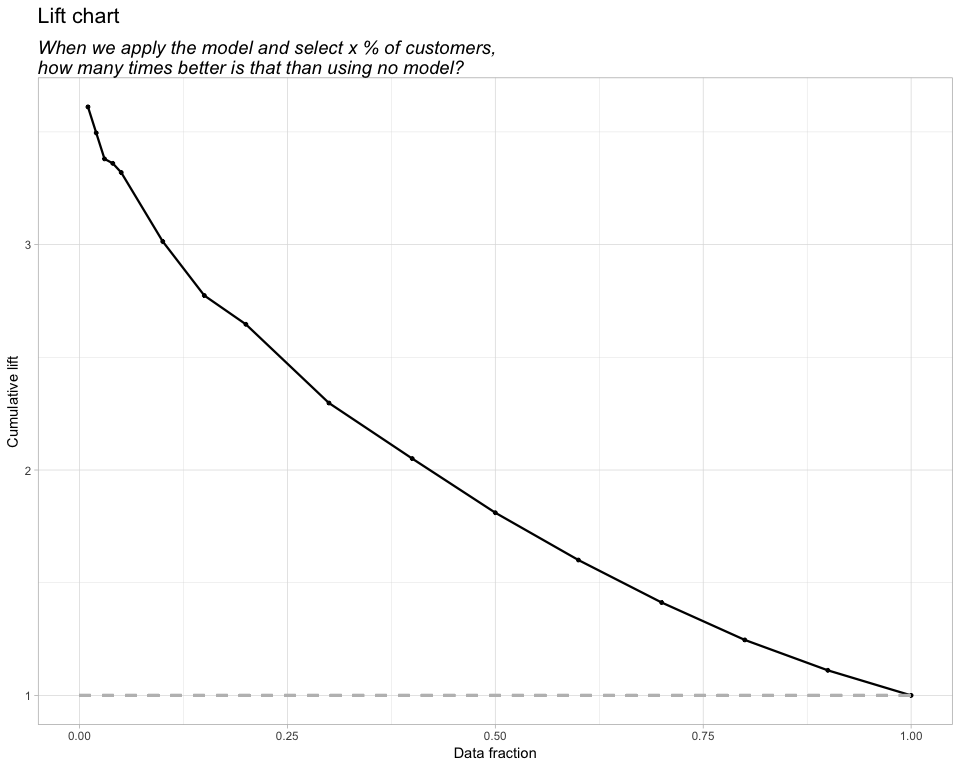 Lift chart
When we apply the model and select x % of customers,
how many times better is that than using no model?
3
2
1
Cumulative lift
0.00
0.25
0.50
0.75
1.00
Data fraction